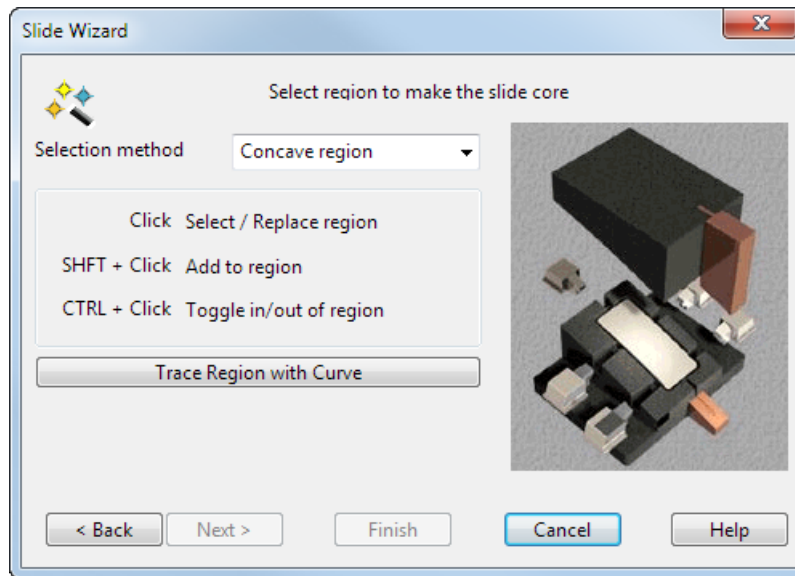 Slide Wizard
Select region to make the slide core
Selection method Concave region
Click Select / Replace region
SHFT + Click Add to region
CTRL + Click Toggle in/out of region
Trace Region with Curve
< Back Next > Finish Cancel Help